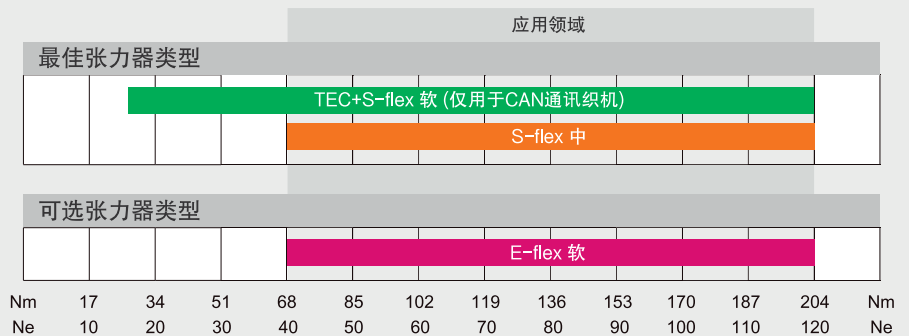 应用领域
最佳张力器类型
TEC+S-flex 软 (仅用于CAN通讯织机)
S-flex 中
可选张力器类型
E-flex 软
Nm 17 34 51 68 85 102 119 136 153 170 187 204 Nm
Ne 10 20 30 40 50 60 70 80 90 100 110 120 Ne